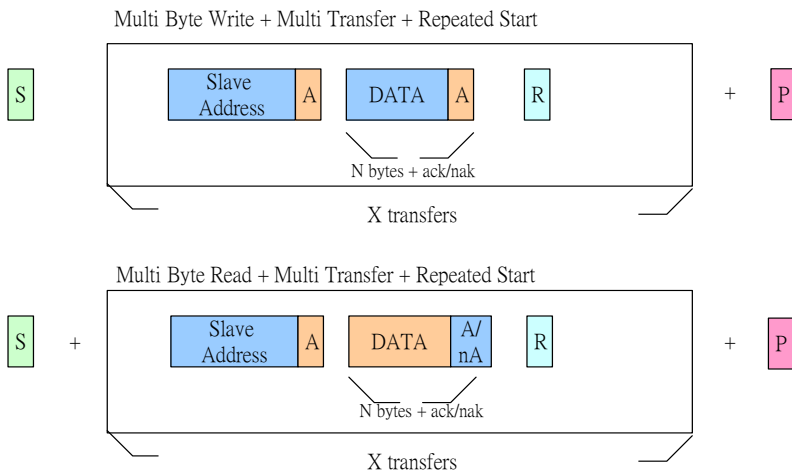 Multi Byte Write + Multi Transfer + Repeated Start
S
Slave Address
A
DATA
A
R
+
P
N bytes + ack/nak
X transfers
Multi Byte Read + Multi Transfer + Repeated Start
S
+
Slave Address
A
DATA
A/ nA
R
+
P
N bytes + ack/nak
X transfers